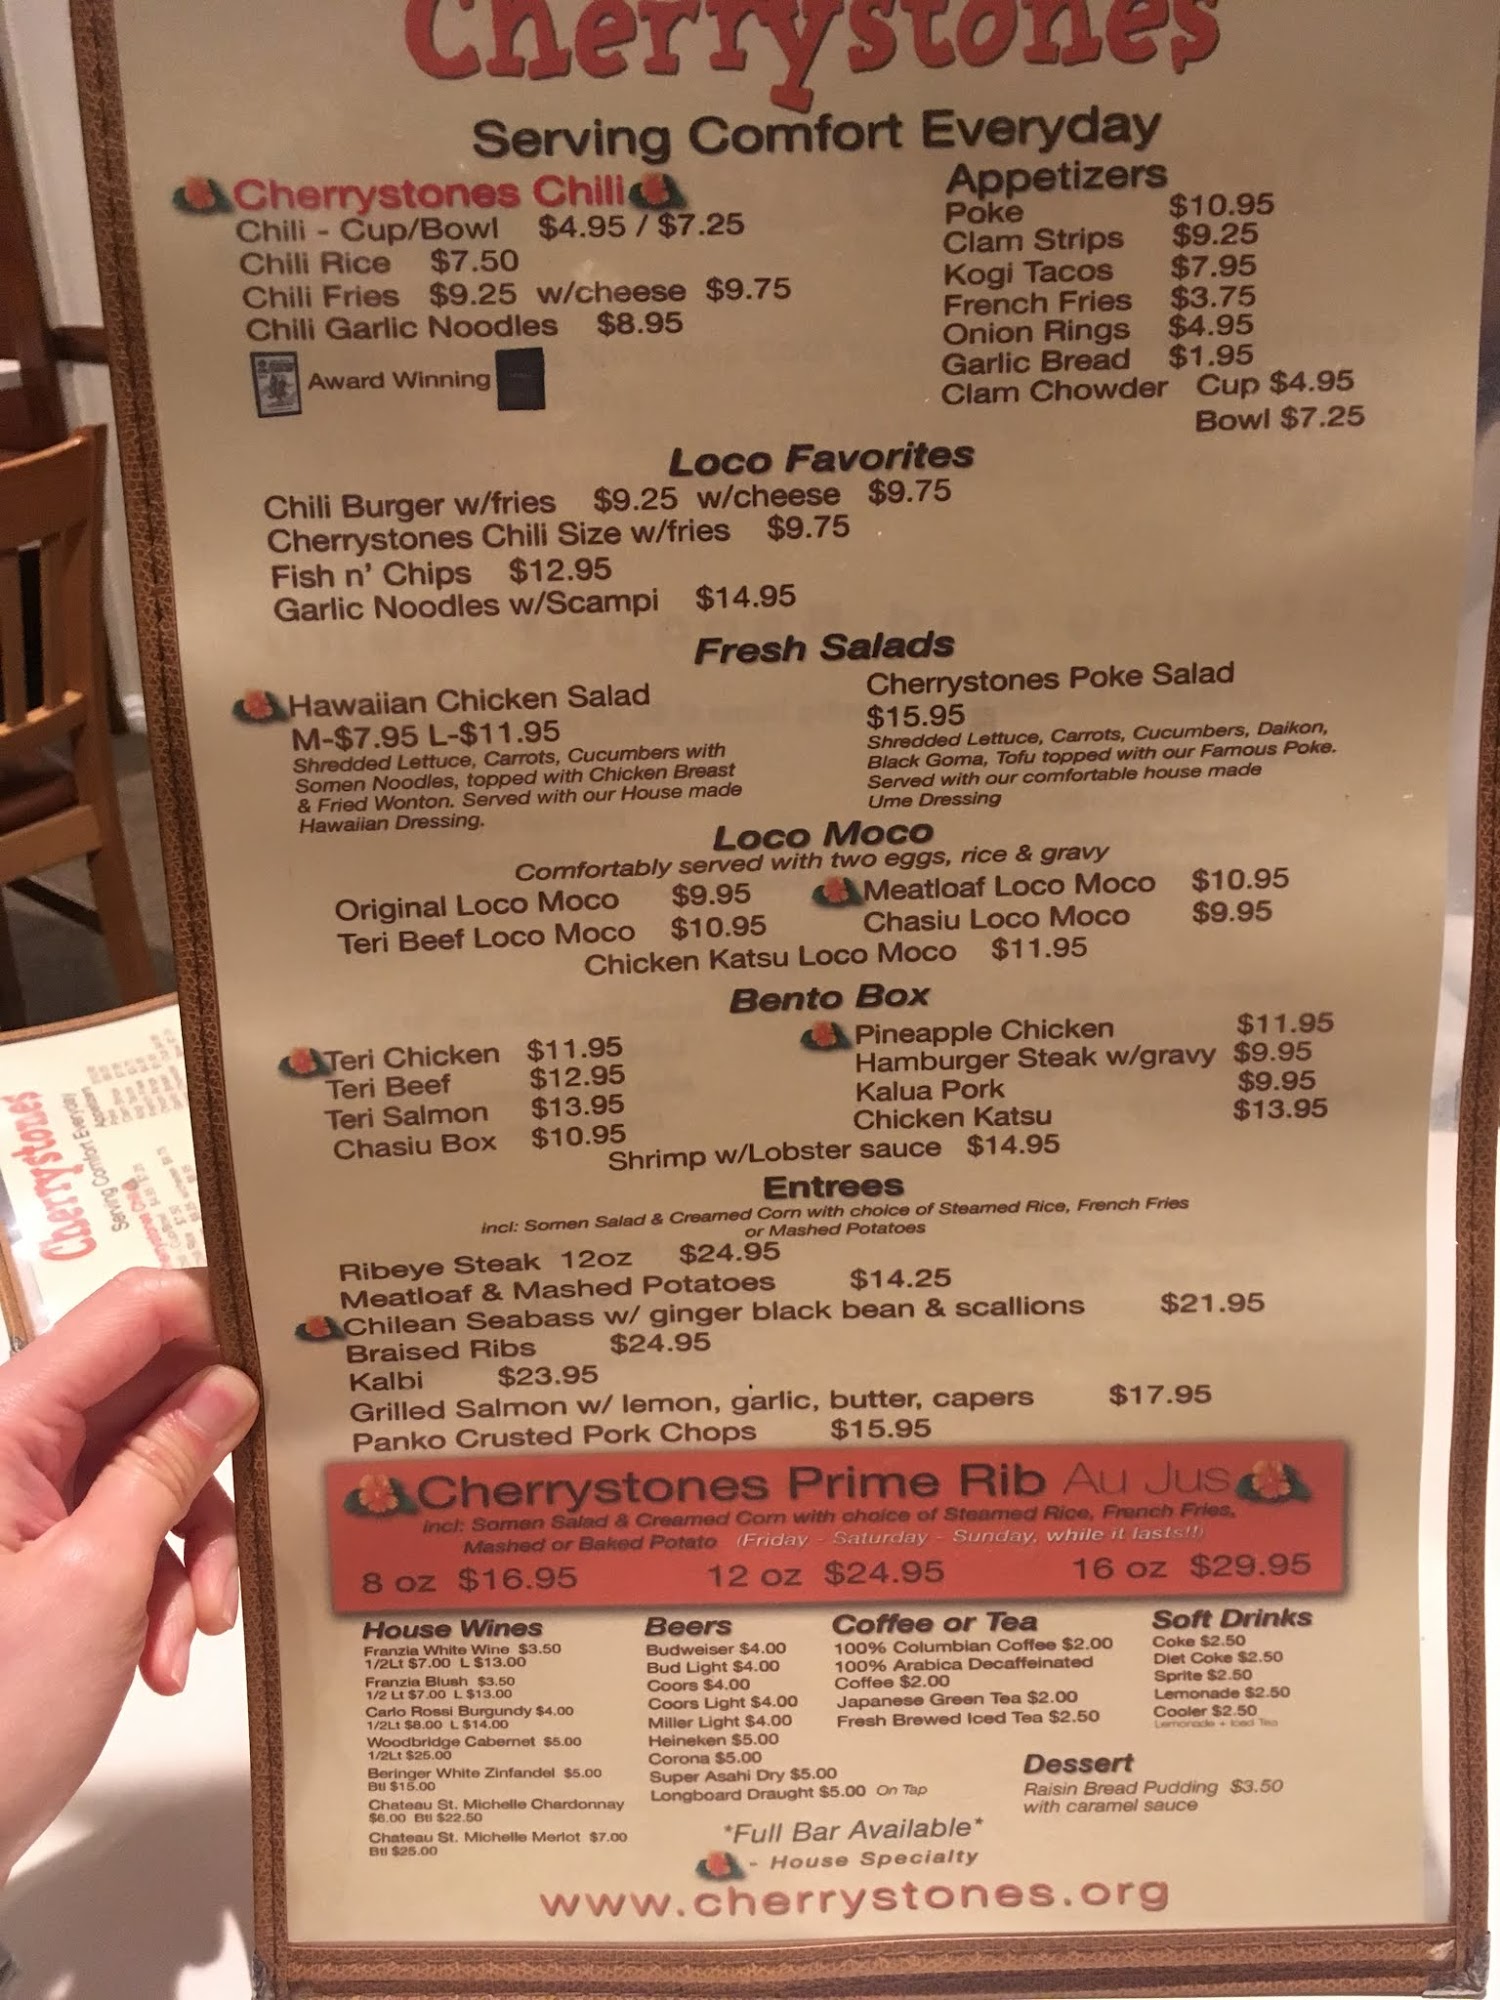 Cherrystones
Serving Comfort Everyday
Cherrystones Chili
Chili - Cup/Bowl $4.95 / $7.25
Chili Rice $7.50
Chili Fries $9.25 w/cheese $9.75
Chili Garlic Noodles $8.95
Award Winning
Appetizers
Poke $10.95
Clam Strips $9.25
Kogi Tacos $7.95
French Fries $3.75
Onion Rings $4.95
Garlic Bread $1.95
Clam Chowder Cup $4.95
Bowl $7.25
Loco Favorites
Chili Burger w/fries $9.25 w/cheese $9.75
Cherrystones Chili Size w/fries $9.75
Fish n' Chips $12.95
Garlic Noodles w/Scampi $14.95
Fresh Salads
Hawaiian Chicken Salad
M-$7.95 L-$11.95
Shredded Lettuce, Carrots, Cucumbers with
Somen Noodles, topped with Chicken Breast
& Fried Wonton. Served with our House made
Hawaiian Dressing.
Cherrystones Poke Salad
$15.95
Shredded Lettuce, Carrots, Cucumbers, Daikon,
Black Goma, Tofu topped with our Famous Poke.
Served with our comfortable house made
Ume Dressing
Loco Moco
Comfortably served with two eggs, rice & gravy
Original Loco Moco $9.95
Teri Beef Loco Moco $10.95
Meatloaf Loco Moco $10.95
Chasiu Loco Moco $9.95
Chicken Katsu Loco Moco $11.95
Bento Box
Teri Chicken $11.95
Teri Beef $12.95
Teri Salmon $13.95
Chasiu Box $10.95
Pineapple Chicken $11.95
Hamburger Steak w/gravy $9.95
Kalua Pork $9.95
Chicken Katsu $13.95
Shrimp w/Lobster sauce $14.95
Entrees
incl: Somen Salad & Creamed Corn with choice of Steamed Rice, French Fries
or Mashed Potatoes
Ribeye Steak 12oz $24.95
Meatloaf & Mashed Potatoes $14.25
Chilean Seabass w/ ginger black bean & scallions $21.95
Braised Ribs $24.95
Kalbi $23.95
Grilled Salmon w/ lemon, garlic, butter, capers $17.95
Panko Crusted Pork Chops $15.95
Cherrystones Prime Rib Au Jus
incl: Somen Salad & Creamed Corn with choice of Steamed Rice, French Fries,
Mashed or Baked Potato (Friday - Saturday - Sunday, while it lasts!!)
8 oz $16.95 12 oz $24.95 16 oz $29.95
House Wines
Franzia White Wine $3.50
1/2Lt $7.00 L $13.00
Franzia Blush $3.50
1/2 Lt $7.00 L $13.00
Carlo Rossi Burgundy $4.00
1/2Lt $8.00 L $14.00
Woodbridge Cabernet $5.00
1/2Lt $25.00
Beringer White Zinfandel $5.00
Btl $15.00
Chateau St. Michelle Chardonnay
$6.00 Btl $22.50
Chateau St. Michelle Merlot $7.00
Btl $25.00
Beers
Budweiser $4.00
Bud Light $4.00
Coors $4.00
Coors Light $4.00
Miller Light $4.00
Heineken $5.00
Corona $5.00
Super Asahi Dry $5.00
Longboard Draught $5.00 On Tap
Coffee or Tea
100% Columbian Coffee $2.00
100% Arabica Decaffeinated
Coffee $2.00
Japanese Green Tea $2.00
Fresh Brewed Iced Tea $2.50
Soft Drinks
Coke $2.50
Diet Coke $2.50
Sprite $2.50
Lemonade $2.50
Cooler $2.50
Lemonade + Iced Tea
Dessert
Raisin Bread Pudding $3.50
with caramel sauce
*Full Bar Available*
- House Specialty
www.cherrystones.org
Cherrystones
Serving Comfort Everyday
Appetizers